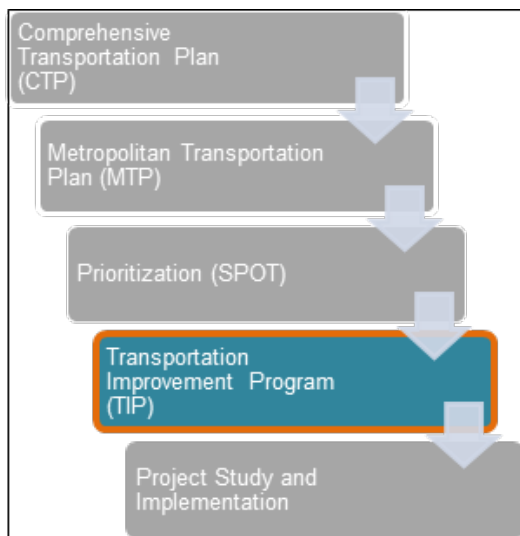 Comprehensive
Transportation Plan
(CTP)
Metropolitan Transportation
Plan (MTP)
Prioritization (SPOT)
Transportation
Improvement Program
(TIP)
Project Study and
Implementation